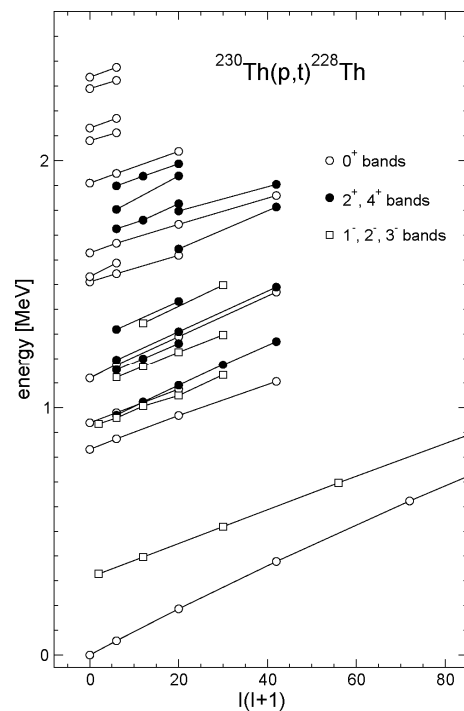 ²³⁰Th(p,t)²²⁸Th
0⁺ bands
2⁺, 4⁺ bands
1⁻, 2⁻, 3⁻ bands
2
1
0
energy [MeV]
0 20 40 60 80
I(I+1)